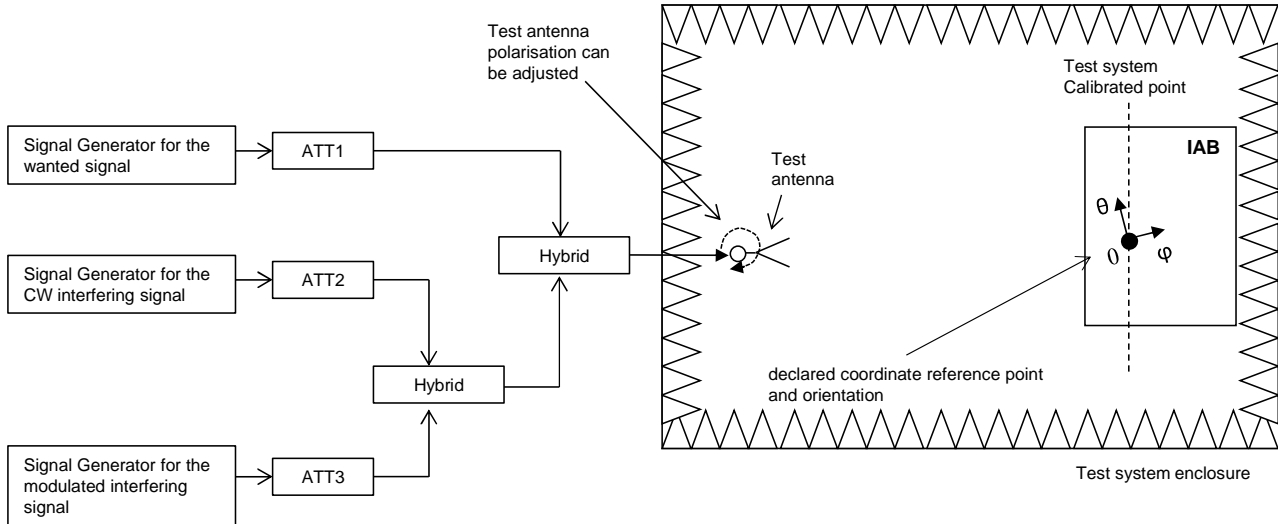 Test antenna
polarisation can
be adjusted
Test system
Calibrated point
Signal Generator for the
wanted signal
ATT1
IAB
Test
antenna
θ
Hybrid
0
φ
Signal Generator for the
CW interfering signal
ATT2
Hybrid
declared coordinate reference point
and orientation
Signal Generator for the
modulated interfering
signal
ATT3
Test system enclosure